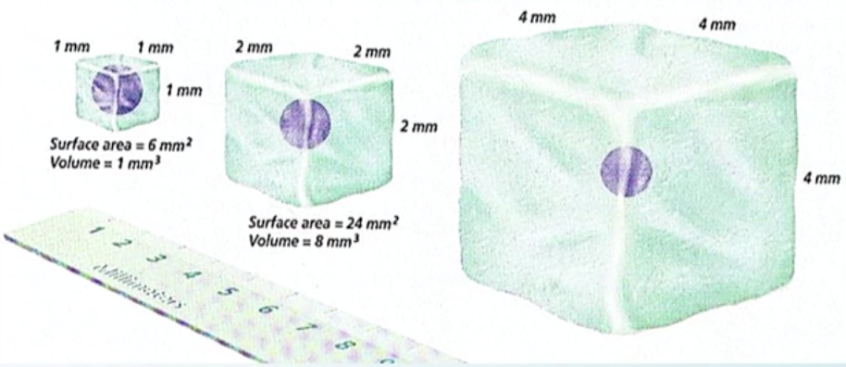 1 mm 1 mm
1 mm
Surface area = 6 mm²
Volume = 1 mm³
2 mm
2 mm
2 mm
Surface area = 24 mm²
Volume = 8 mm³
4 mm
4 mm
4 mm
1 2 3 4 5 6 7 8
Millimeters